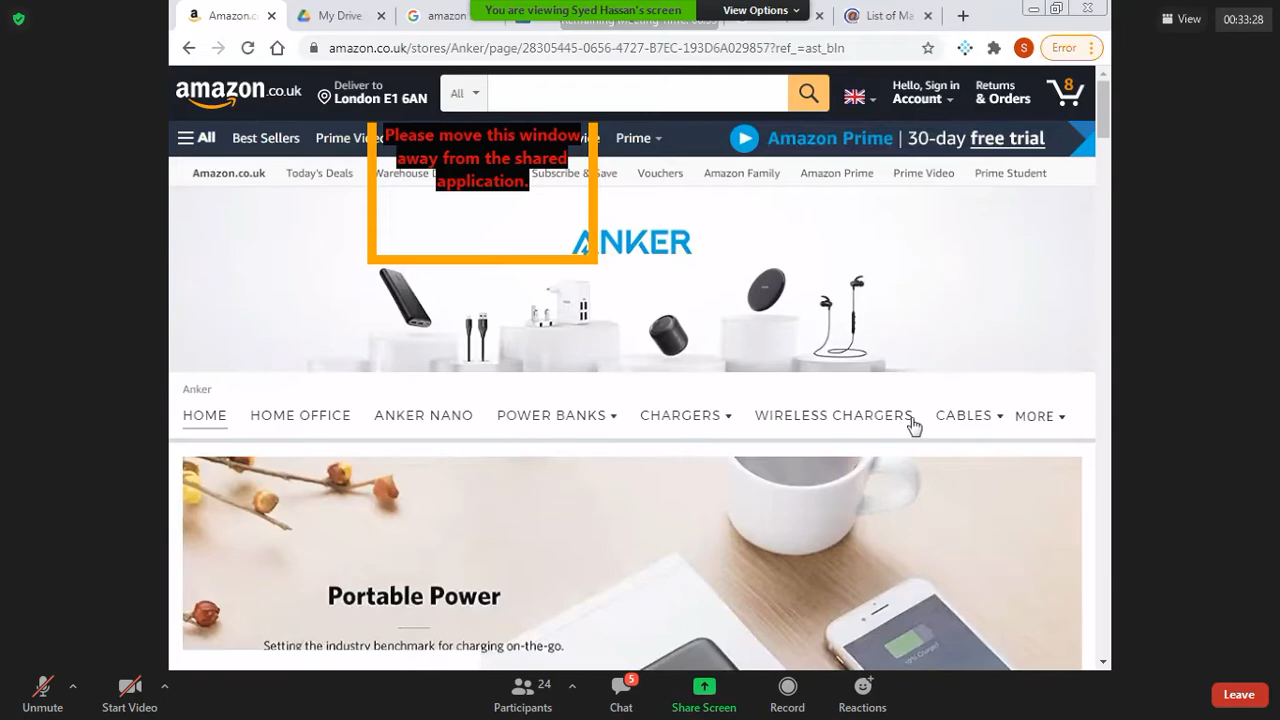 Amazon.co.
My Drive
amazon
You are viewing Syed Hassan's screen
View Options
List of Ma
View
00:33:28
amazon.co.uk/stores/Anker/page/28305445-0656-4727-B7EC-193D6A029857?ref_=ast_bln
S
Error
amazon.co.uk
Deliver to
London E1 6AN
All
Hello, Sign in
Account
Returns
& Orders
8
All
Best Sellers
Prime
Prime
Amazon Prime | 30-day free trial
Please move this window
away from the shared
application.
Amazon.co.uk
Today's Deals
Subscribe & Save
Vouchers
Amazon Family
Amazon Prime
Prime Video
Prime Student
ANKER
Anker
HOME
HOME OFFICE
ANKER NANO
POWER BANKS
CHARGERS
WIRELESS CHARGERS
CABLES
MORE
Portable Power
Setting the industry benchmark for charging on-the-go.
Unmute
Start Video
24
Participants
5
Chat
Share Screen
Record
Reactions
Leave